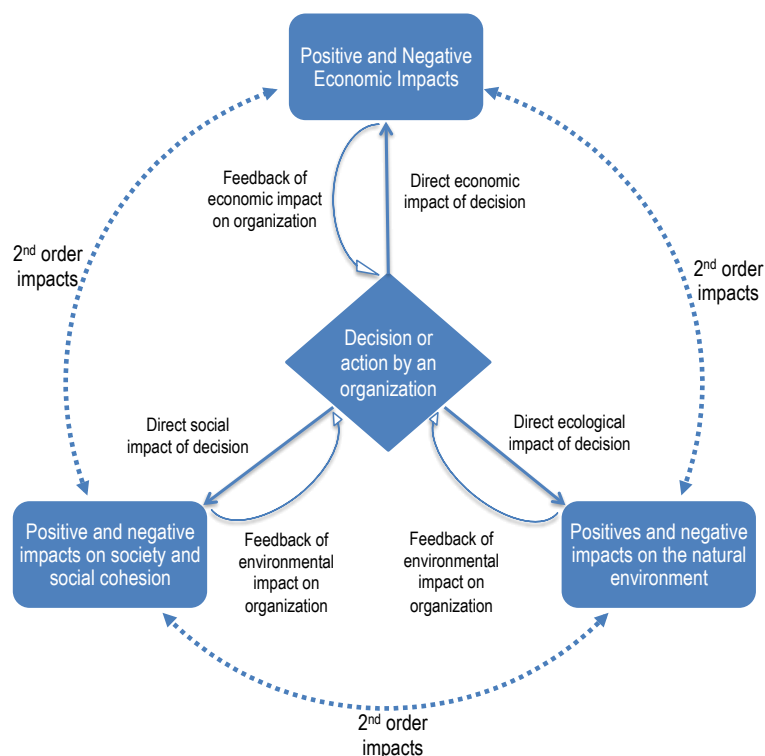 Positive and Negative
Economic Impacts
Feedback of
economic impact
on organization
Direct economic
impact of decision
2nd order
impacts
2nd order
impacts
Decision or
action by an
organization
Direct social
impact of decision
Direct ecological
impact of decision
Positive and negative
impacts on society and
social cohesion
Feedback of
environmental
impact on
organization
Feedback of
environmental
impact on
organization
Positives and negative
impacts on the natural
environment
2nd order
impacts